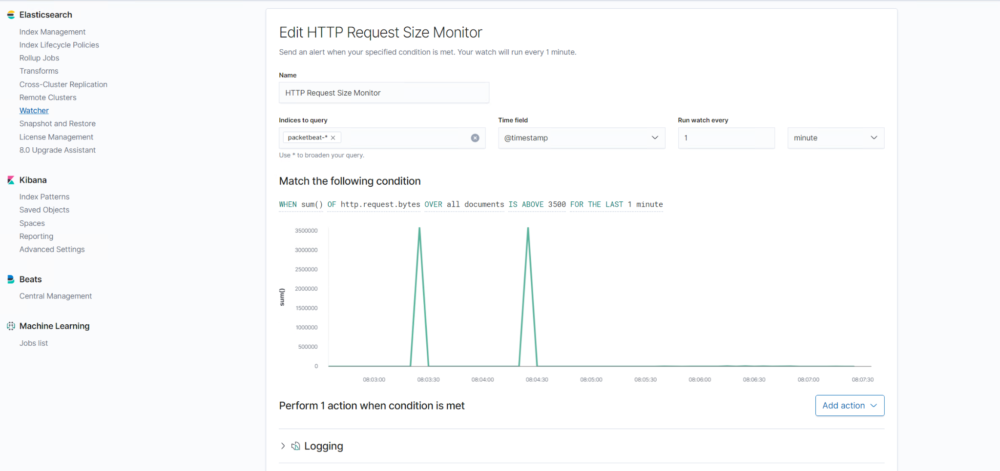 Elasticsearch
Index Management
Index Lifecycle Policies
Rollup Jobs
Transforms
Cross-Cluster Replication
Remote Clusters
Watcher
Snapshot and Restore
License Management
8.0 Upgrade Assistant
Kibana
Index Patterns
Saved Objects
Spaces
Reporting
Advanced Settings
Beats
Central Management
Machine Learning
Jobs list
Edit HTTP Request Size Monitor
Send an alert when your specified condition is met. Your watch will run every 1 minute.
Name
HTTP Request Size Monitor
Indices to query Time field Run watch every
packetbeat-* @timestamp 1 minute
Use * to broaden your query.
Match the following condition
WHEN sum() OF http.request.bytes OVER all documents IS ABOVE 3500 FOR THE LAST 1 minute
3500000
3000000
2500000
2000000
1500000
1000000
500000
0
sum()
08:03:00 08:03:30 08:04:00 08:04:30 08:05:00 08:05:30 08:06:00 08:06:30 08:07:00 08:07:30
Perform 1 action when condition is met Add action
Logging